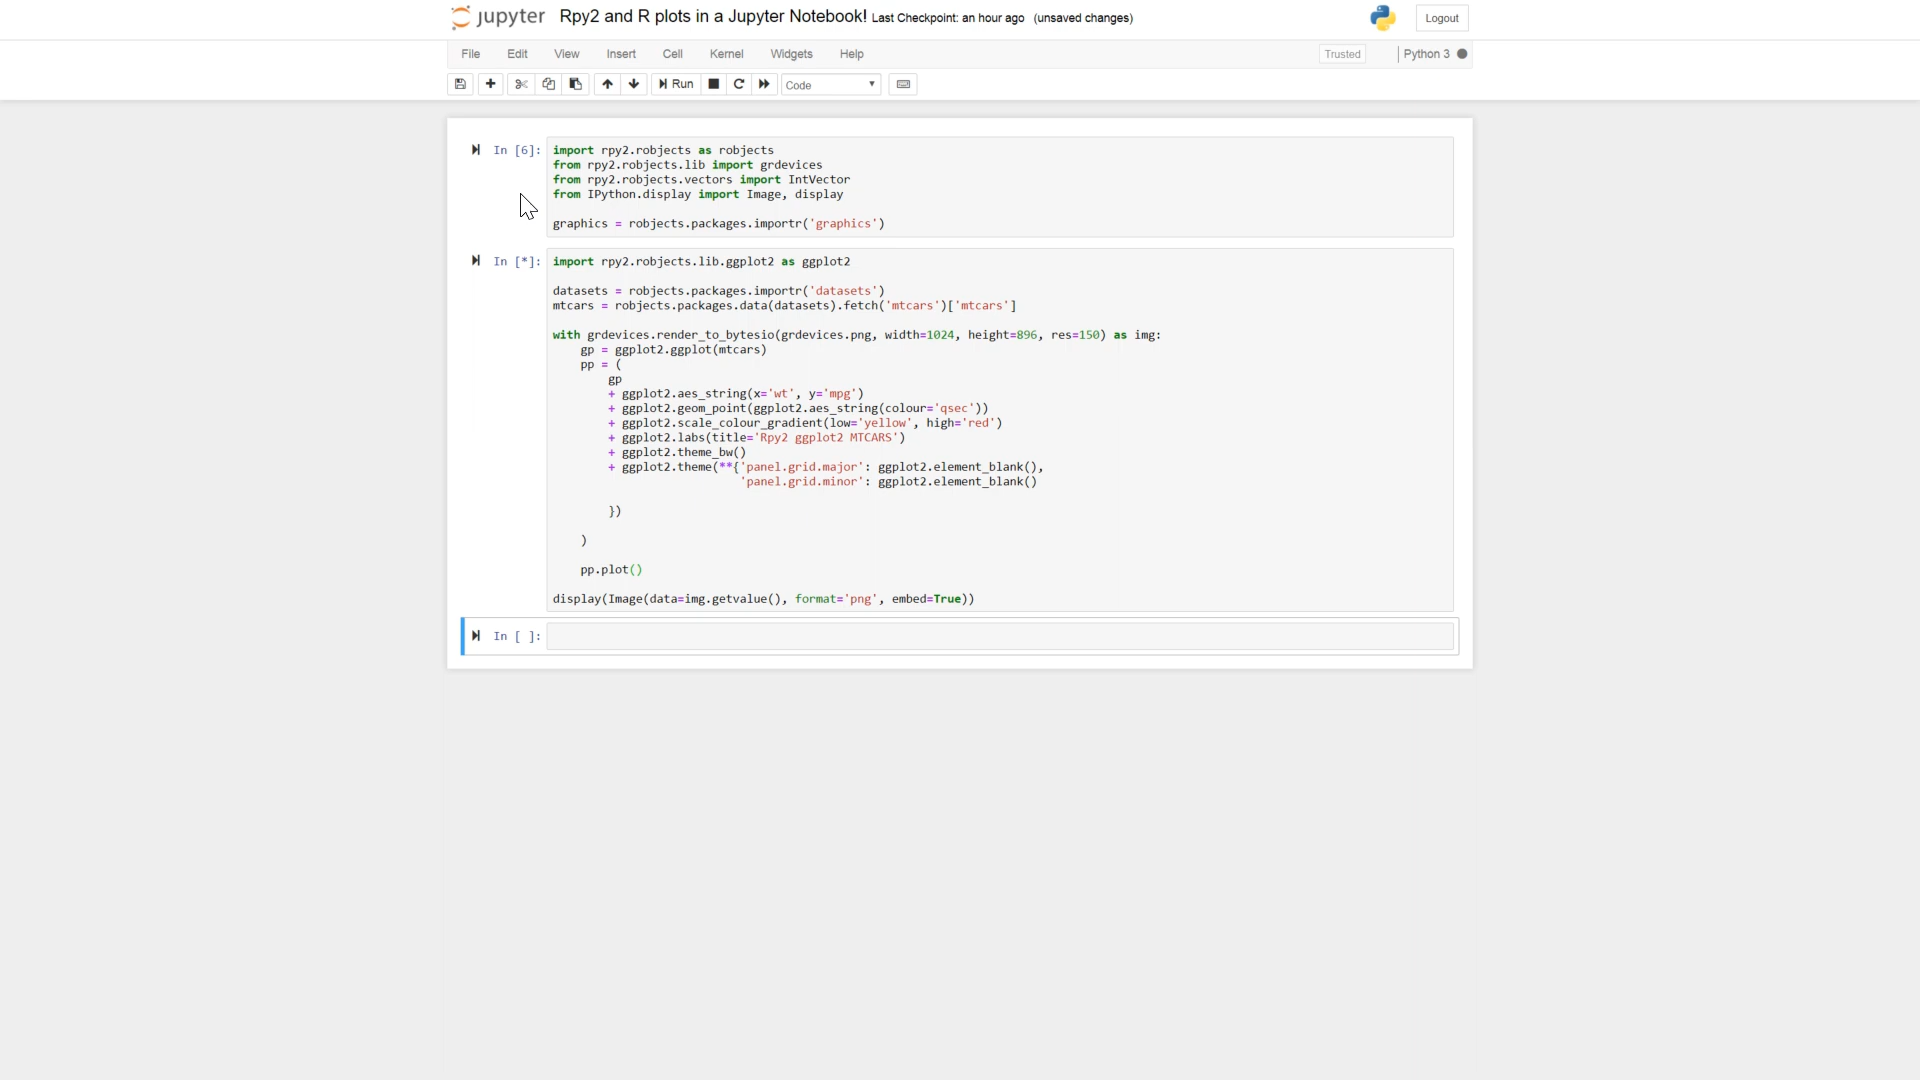 jupyter Rpy2 and R plots in a Jupyter Notebook! Last Checkpoint: an hour ago (unsaved changes) Logout
File Edit View Insert Cell Kernel Widgets Help Trusted Python 3
Run Code
In [6]: import rpy2.robjects as robjects
from rpy2.robjects.lib import grdevices
from rpy2.robjects.vectors import IntVector
from IPython.display import Image, display
graphics = robjects.packages.importr('graphics')
In [*]: import rpy2.robjects.lib.ggplot2 as ggplot2
datasets = robjects.packages.importr('datasets')
mtcars = robjects.packages.data(datasets).fetch('mtcars')['mtcars']
with grdevices.render_to_bytesio(grdevices.png, width=1024, height=896, res=150) as img:
gp = ggplot2.ggplot(mtcars)
pp = (
gp
+ ggplot2.aes_string(x='wt', y='mpg')
+ ggplot2.geom_point(ggplot2.aes_string(colour='qsec'))
+ ggplot2.scale_colour_gradient(low='yellow', high='red')
+ ggplot2.labs(title='Rpy2 ggplot2 MTCARS')
+ ggplot2.theme_bw()
+ ggplot2.theme(**{'panel.grid.major': ggplot2.element_blank(),
'panel.grid.minor': ggplot2.element_blank()
})
)
pp.plot()
display(Image(data=img.getvalue(), format='png', embed=True))
In [ ]: